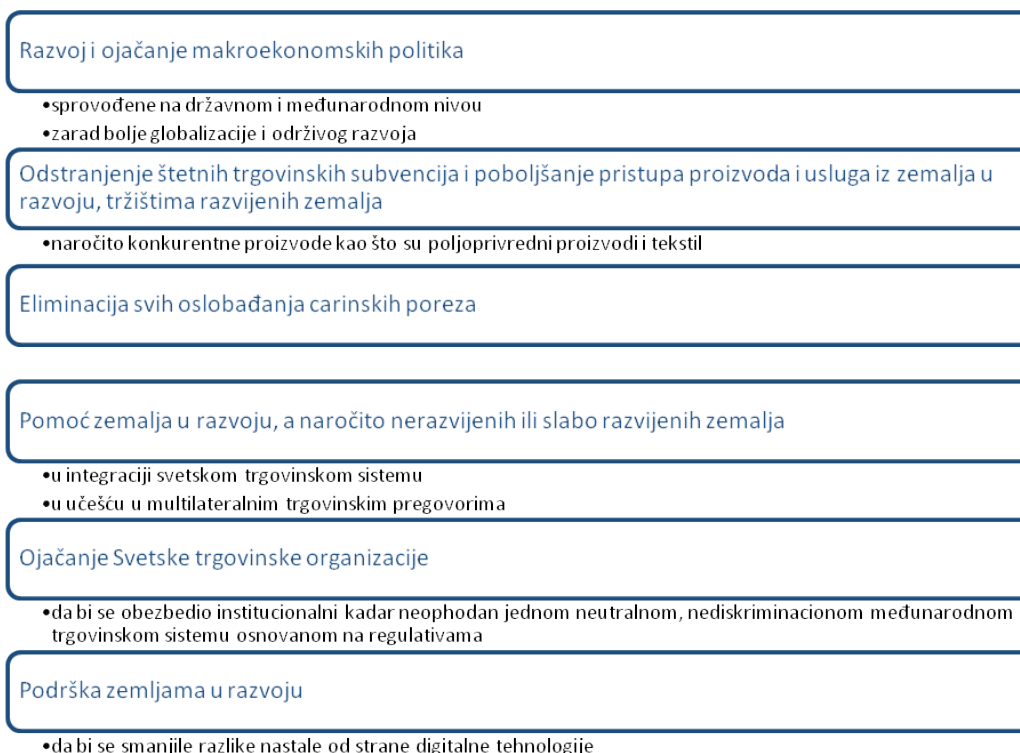 Razvoj i ojačanje makroekonomskih politika
•sprovođene na državnom i međunarodnom nivou
•zarad bolje globalizacije i održivog razvoja
Odstranjenje štetnih trgovinskih subvencija i poboljšanje pristupa proizvoda i usluga iz zemalja u
razvoju, tržištima razvijenih zemalja
•naročito konkurentne proizvode kao što su poljoprivredni proizvodi i tekstil
Eliminacija svih oslobađanja carinskih poreza
Pomoć zemalja u razvoju, a naročito nerazvijenih ili slabo razvijenih zemalja
•u integraciji svetskom trgovinskom sistemu
•u učešću u multilateralnim trgovinskim pregovorima
Ojačanje Svetske trgovinske organizacije
•da bi se obezbedio institucionalni kadar neophodan jednom neutralnom, nediskriminacionom međunarodnom
trgovinskom sistemu osnovanom na regulativama
Podrška zemljama u razvoju
•da bi se smanjile razlike nastale od strane digitalne tehnologije